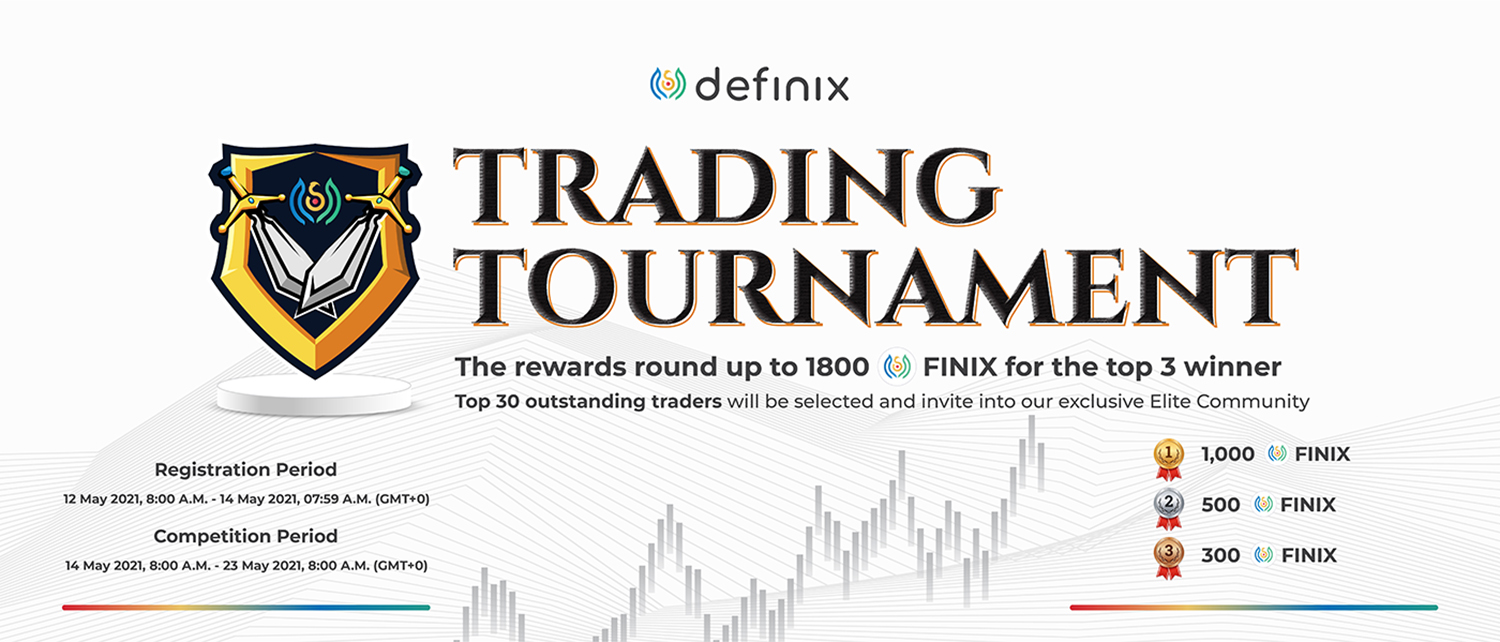 definix
TRADING
TOURNAMENT
The rewards round up to 1800 FINIX for the top 3 winner
Top 30 outstanding traders will be selected and invite into our exclusive Elite Community
Registration Period
12 May 2021, 8:00 A.M. - 14 May 2021, 07:59 A.M. (GMT+0)
Competition Period
14 May 2021, 8:00 A.M. - 23 May 2021, 8:00 A.M. (GMT+0)
1 1,000 FINIX
2 500 FINIX
3 300 FINIX